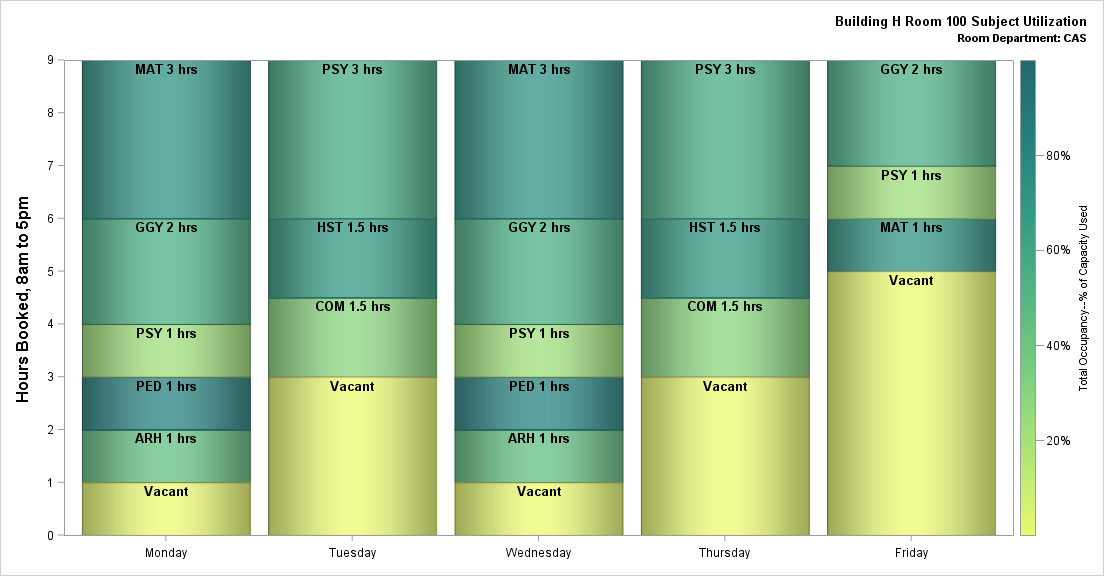 Building H Room 100 Subject Utilization
Room Department: CAS
Hours Booked, 8am to 5pm
9
8
7
6
5
4
3
2
1
0
MAT 3 hrs
GGY 2 hrs
PSY 1 hrs
PED 1 hrs
ARH 1 hrs
Vacant
Monday
PSY 3 hrs
HST 1.5 hrs
COM 1.5 hrs
Vacant
Tuesday
MAT 3 hrs
GGY 2 hrs
PSY 1 hrs
PED 1 hrs
ARH 1 hrs
Vacant
Wednesday
PSY 3 hrs
HST 1.5 hrs
COM 1.5 hrs
Vacant
Thursday
GGY 2 hrs
PSY 1 hrs
MAT 1 hrs
Vacant
Friday
80%
60%
40%
20%
Total Occupancy--% of Capacity Used